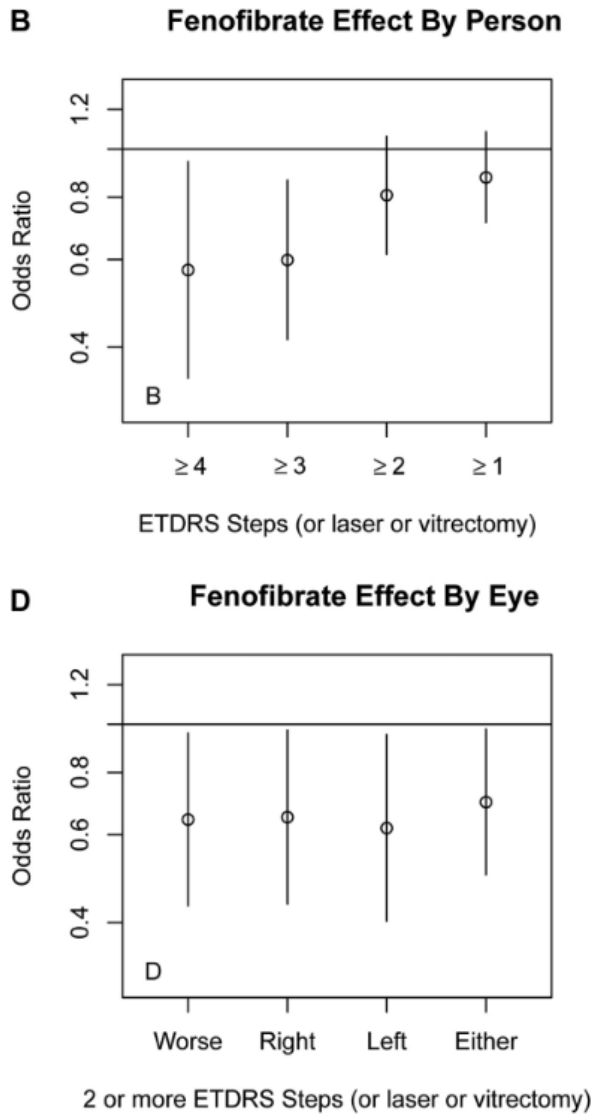 B
Fenofibrate Effect By Person
Odds Ratio
1.2
0.8
0.6
0.4
B
≥ 4 ≥ 3 ≥ 2 ≥ 1
ETDRS Steps (or laser or vitrectomy)
D
Fenofibrate Effect By Eye
Odds Ratio
1.2
0.8
0.6
0.4
D
Worse Right Left Either
2 or more ETDRS Steps (or laser or vitrectomy)